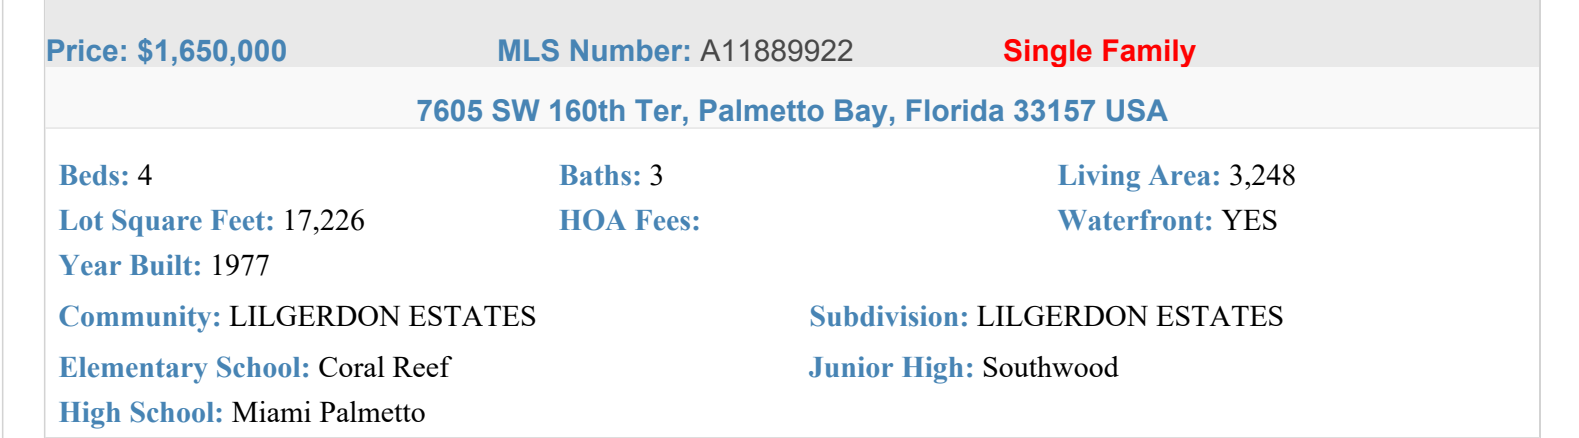 Price: $1,650,000 MLS Number: A11889922 Single Family
7605 SW 160th Ter, Palmetto Bay, Florida 33157 USA
Beds: 4 Baths: 3 Living Area: 3,248
Lot Square Feet: 17,226 HOA Fees: Waterfront: YES
Year Built: 1977
Community: LILGERDON ESTATES Subdivision: LILGERDON ESTATES
Elementary School: Coral Reef Junior High: Southwood
High School: Miami Palmetto